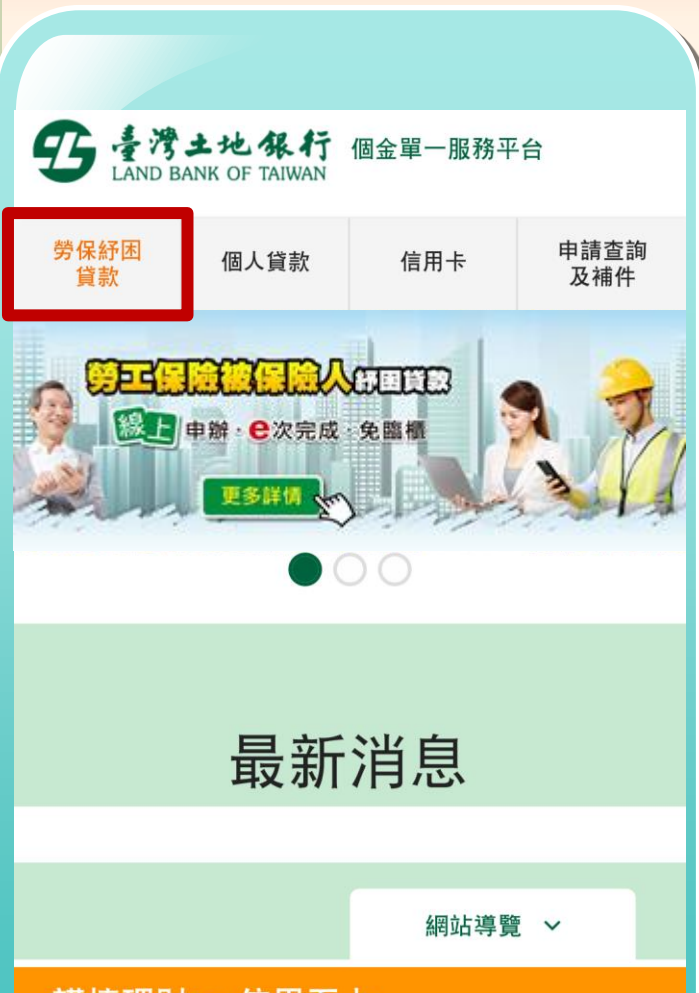 臺灣土地銀行 個金單一服務平台
LAND BANK OF TAIWAN
勞保紓困
貸款
個人貸款
信用卡
申請查詢
及補件
勞工保險被保險人紓困貸款
線上申辦·e次完成·免臨櫃
更多詳情
最新消息
網站導覽